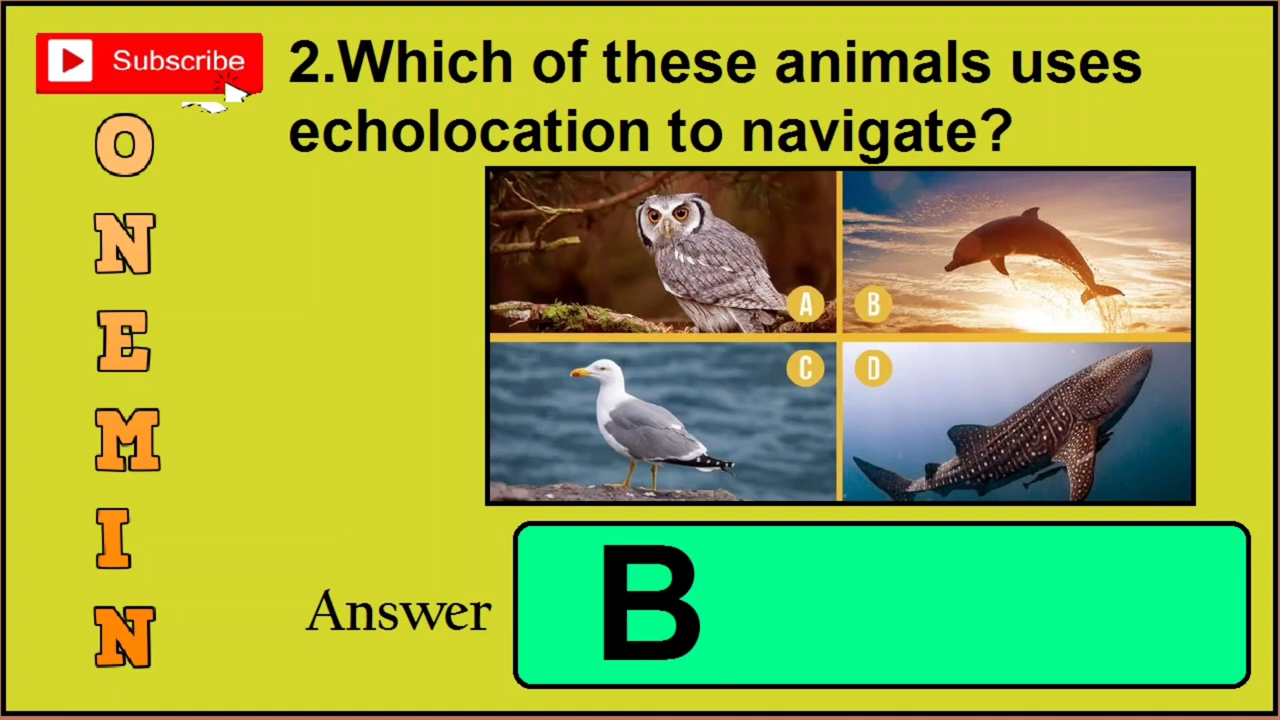 Subscribe
2.Which of these animals uses
echolocation to navigate?
O
N
E
M
I
N
A
B
C
D
Answer
B